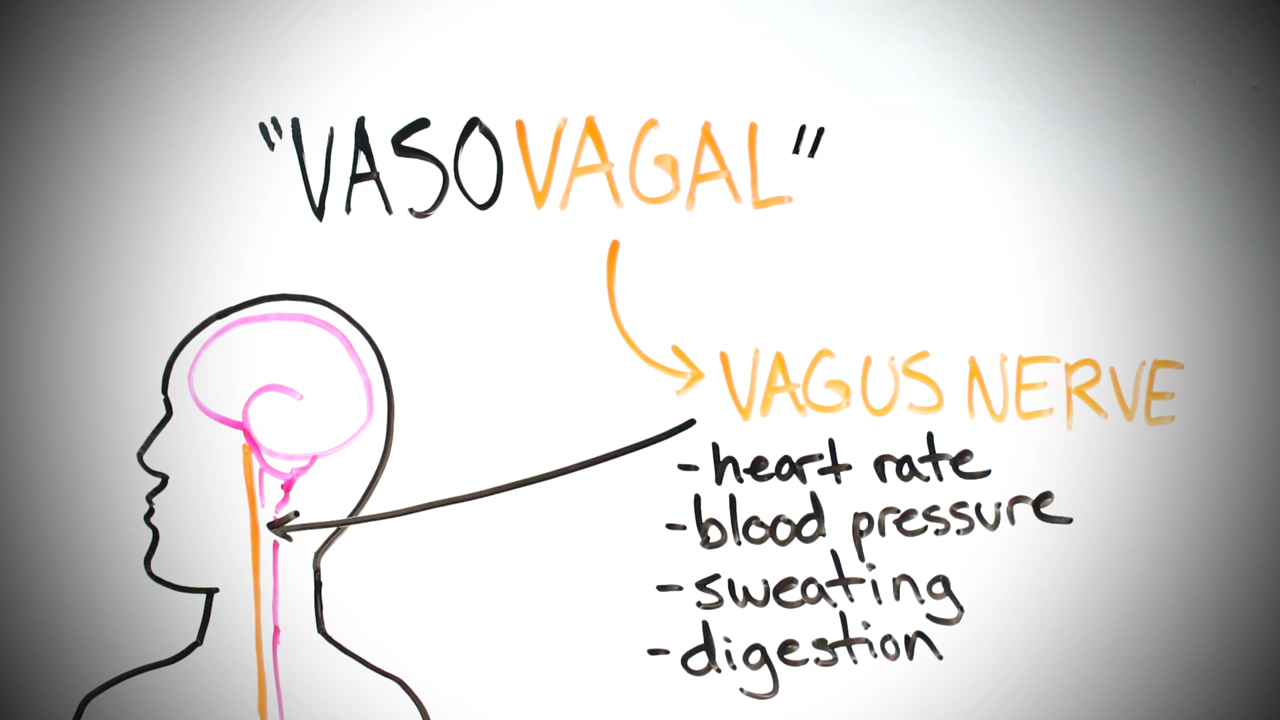 "VASOVAGAL"
VAGUS NERVE
-heart rate
-blood pressure
-sweating
-digestion